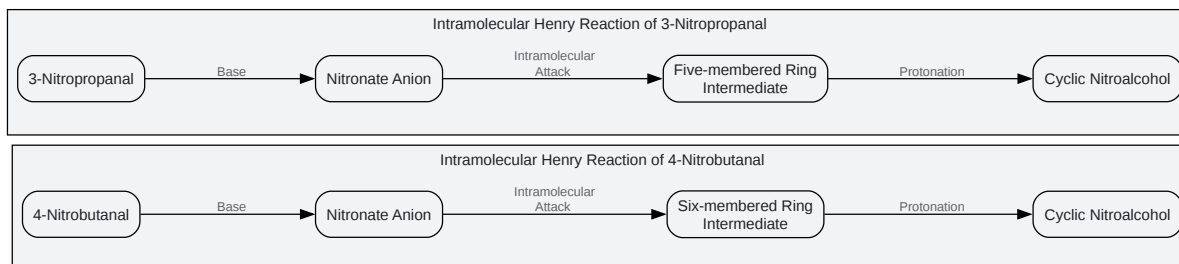 Intramolecular Henry Reaction of 3-Nitropropanal
3-Nitropropanal
Base
Nitronate Anion
Intramolecular
Attack
Five-membered Ring
Intermediate
Protonation
Cyclic Nitroalcohol
Intramolecular Henry Reaction of 4-Nitrobutanal
4-Nitrobutanal
Base
Nitronate Anion
Intramolecular
Attack
Six-membered Ring
Intermediate
Protonation
Cyclic Nitroalcohol